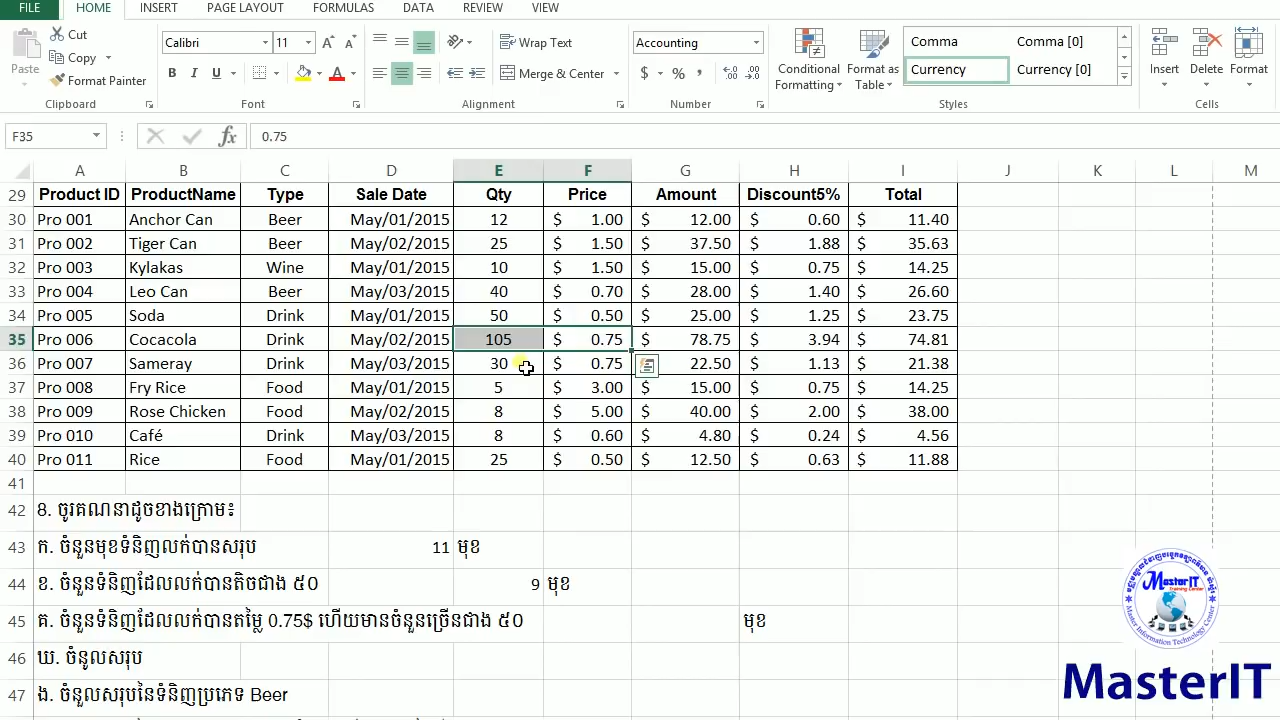 FILE HOME INSERT PAGE LAYOUT FORMULAS DATA REVIEW VIEW
Cut Calibri 11 Wrap Text Accounting Comma Comma [0]
Paste Copy Format Painter B I U Merge & Center $ % , Conditional Formatting Format as Table Currency Currency [0] Insert Delete Format
Clipboard Font Alignment Number Styles Cells
F35 fx 0.75
A B C D E F G H I J K L M
29 Product ID ProductName Type Sale Date Qty Price Amount Discount5% Total
30 Pro 001 Anchor Can Beer May/01/2015 12 $ 1.00 $ 12.00 $ 0.60 $ 11.40
31 Pro 002 Tiger Can Beer May/02/2015 25 $ 1.50 $ 37.50 $ 1.88 $ 35.63
32 Pro 003 Kylakas Wine May/01/2015 10 $ 1.50 $ 15.00 $ 0.75 $ 14.25
33 Pro 004 Leo Can Beer May/03/2015 40 $ 0.70 $ 28.00 $ 1.40 $ 26.60
34 Pro 005 Soda Drink May/01/2015 50 $ 0.50 $ 25.00 $ 1.25 $ 23.75
35 Pro 006 Cocacola Drink May/02/2015 105 $ 0.75 $ 78.75 $ 3.94 $ 74.81
36 Pro 007 Sameray Drink May/03/2015 30 $ 0.75 22.50 $ 1.13 $ 21.38
37 Pro 008 Fry Rice Food May/01/2015 5 $ 3.00 $ 15.00 $ 0.75 $ 14.25
38 Pro 009 Rose Chicken Food May/02/2015 8 $ 5.00 $ 40.00 $ 2.00 $ 38.00
39 Pro 010 Café Drink May/03/2015 8 $ 0.60 $ 4.80 $ 0.24 $ 4.56
40 Pro 011 Rice Food May/01/2015 25 $ 0.50 $ 12.50 $ 0.63 $ 11.88
41
42 8. ចូរគណនាដូចខាងក្រោម៖
43 ក. ចំនួនមុខទំនិញលក់បានសរុប 11 មុខ
44 ខ. ចំនួនទំនិញដែលលក់បានតិចជាង ៥០ 9 មុខ
45 គ. ចំនួនទំនិញដែលលក់បានតម្លៃ 0.75$ ហើយមានចំនួនច្រើនជាង ៥០ មុខ
46 ឃ. ចំនូលសរុប
47 ង. ចំនួលសរុបនៃទំនិញប្រភេទ Beer
MasterIT
Training Center
Master Information Technology Center
MasterIT